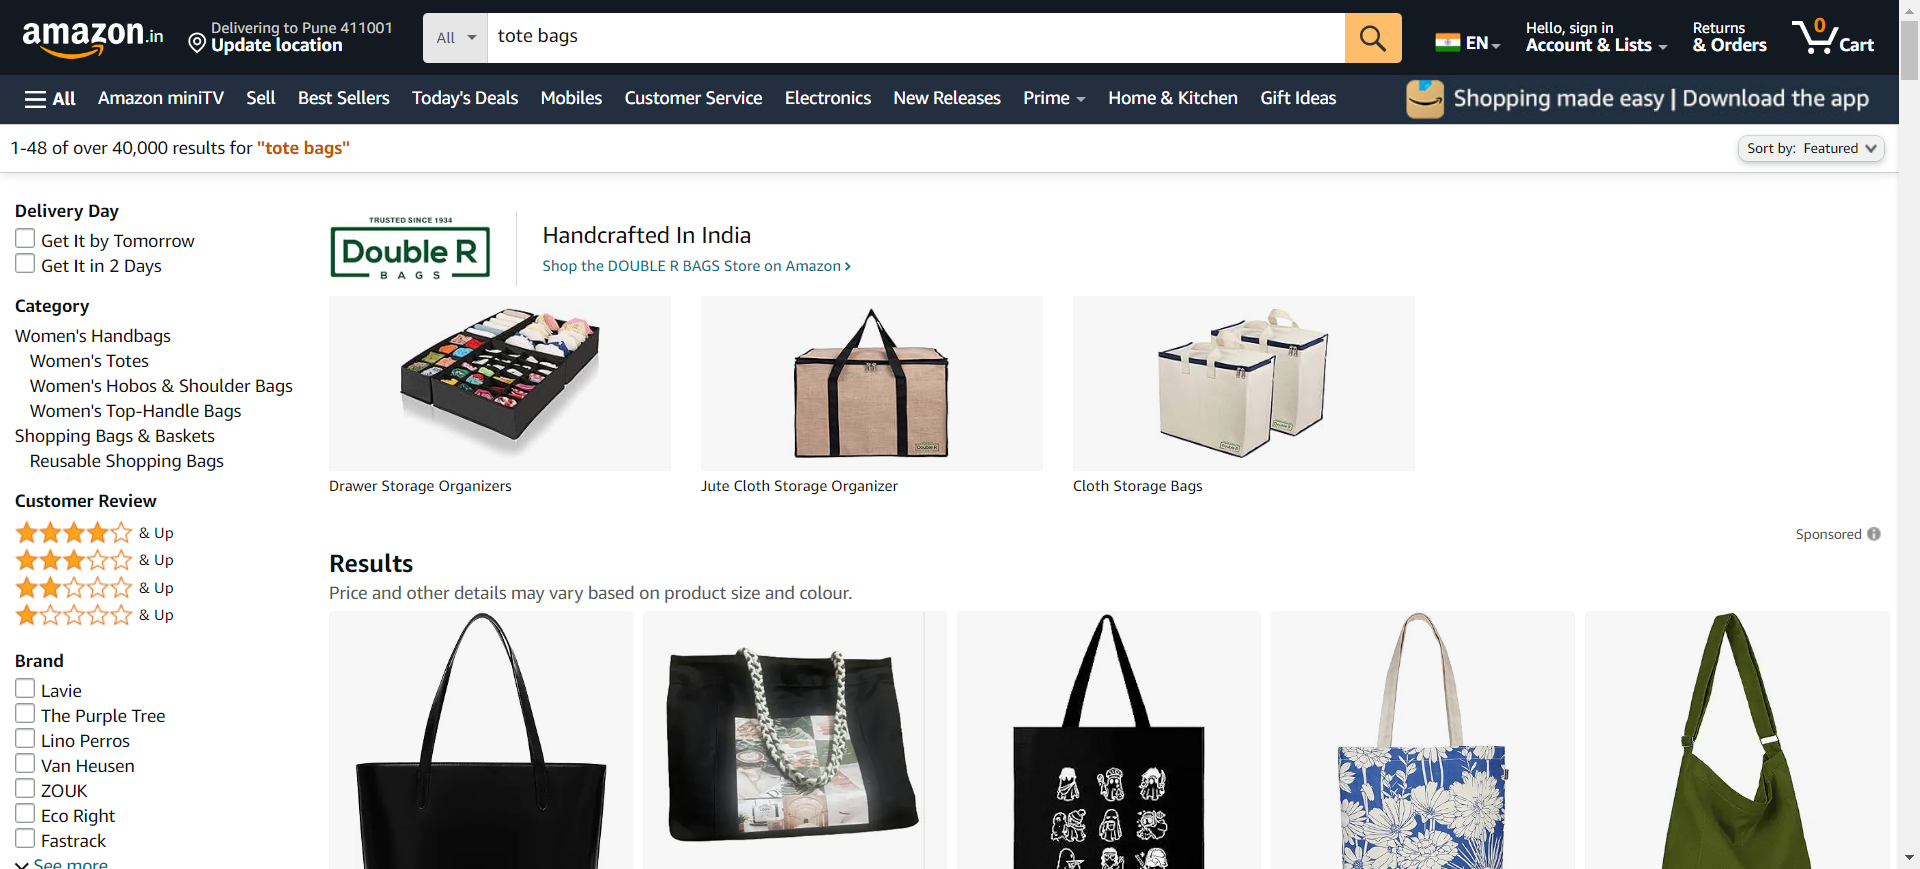 amazon.in
Delivering to Pune 411001
Update location
All
tote bags
EN
Hello, sign in
Account & Lists
Returns
& Orders
0
Cart
All
Amazon miniTV
Sell
Best Sellers
Today's Deals
Mobiles
Customer Service
Electronics
New Releases
Prime
Home & Kitchen
Gift Ideas
Shopping made easy | Download the app
1-48 of over 40,000 results for "tote bags"
Sort by: Featured
Delivery Day
Get It by Tomorrow
Get It in 2 Days
Category
Women's Handbags
Women's Totes
Women's Hobos & Shoulder Bags
Women's Top-Handle Bags
Shopping Bags & Baskets
Reusable Shopping Bags
Customer Review
& Up
& Up
& Up
& Up
Brand
Lavie
The Purple Tree
Lino Perros
Van Heusen
ZOUK
Eco Right
Fastrack
See more
TRUSTED SINCE 1934
Double R
BAGS
Handcrafted In India
Shop the DOUBLE R BAGS Store on Amazon ›
Double R
Drawer Storage Organizers
Jute Cloth Storage Organizer
Cloth Storage Bags
Sponsored
Results
Price and other details may vary based on product size and colour.